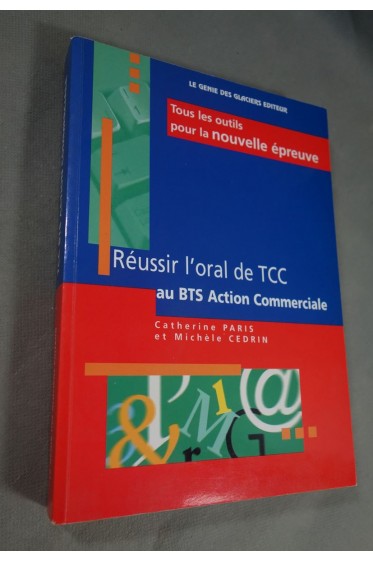 LE GENIE DES GLACIERS EDITEUR
Tous les outils
pour la nouvelle épreuve
Réussir l'oral de TCC
au BTS Action Commerciale
Catherine PARIS
et Michèle CEDRIN
P i @
& r M G